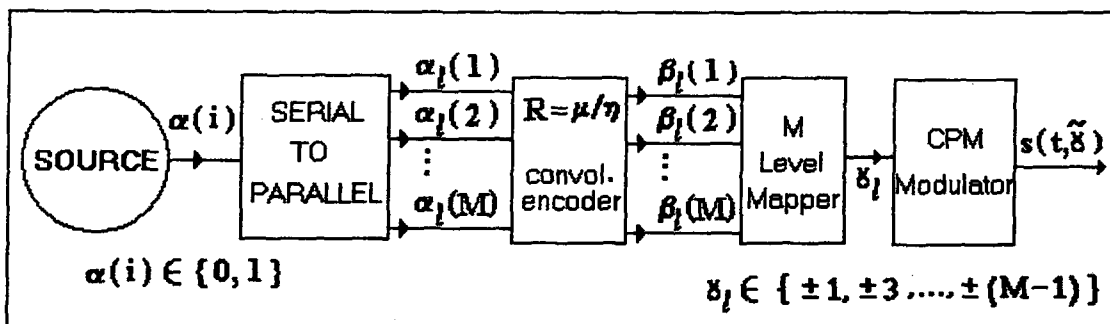 SOURCE
α(i)
SERIAL
TO
PARALLEL
α_l(1)
α_l(2)
⋮
α_l(M)
R=μ/η
convol.
encoder
β_l(1)
β_l(2)
⋮
β_l(M)
M
Level
Mapper
ɣ_l
CPM
Modulator
s(t,ɣ̃)
α(i) ∈ {0,1}
ɣ_l ∈ { ±1, ±3 ,...., ±(M-1)}